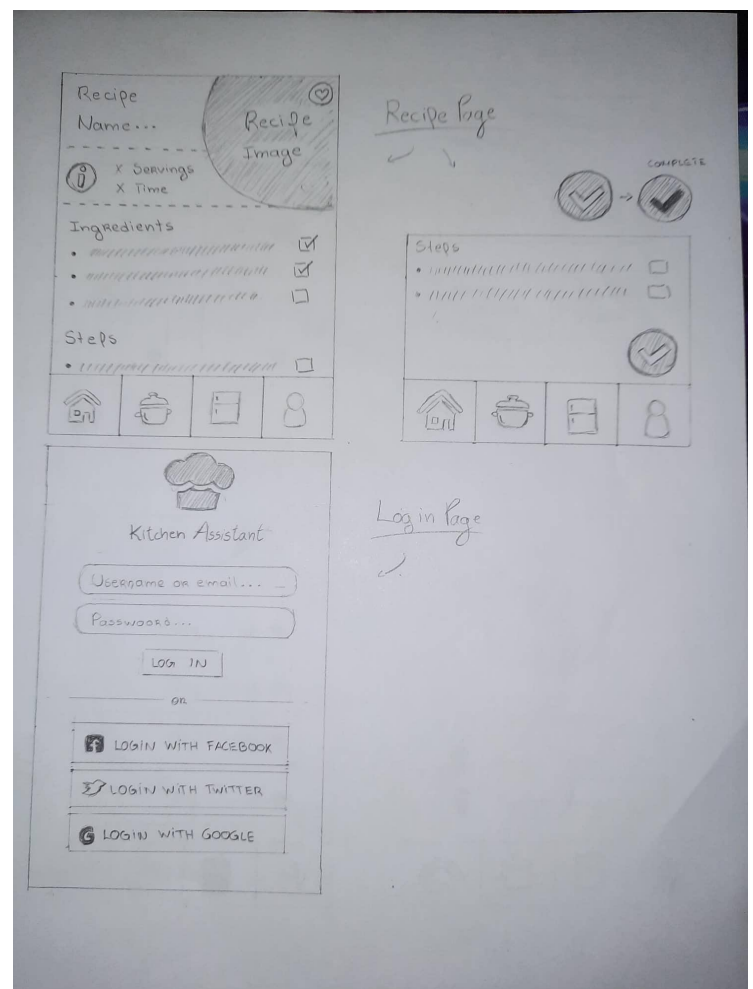 Recipe
Name...
Recipe
Image
x Servings
x Time
Ingredients
Steps
Recipe Page
COMPLETE
Steps
Kitchen Assistant
Username or email...
Password...
LOG IN
or
LOGIN WITH FACEBOOK
LOGIN WITH TWITTER
LOGIN WITH GOOGLE
Log in Page